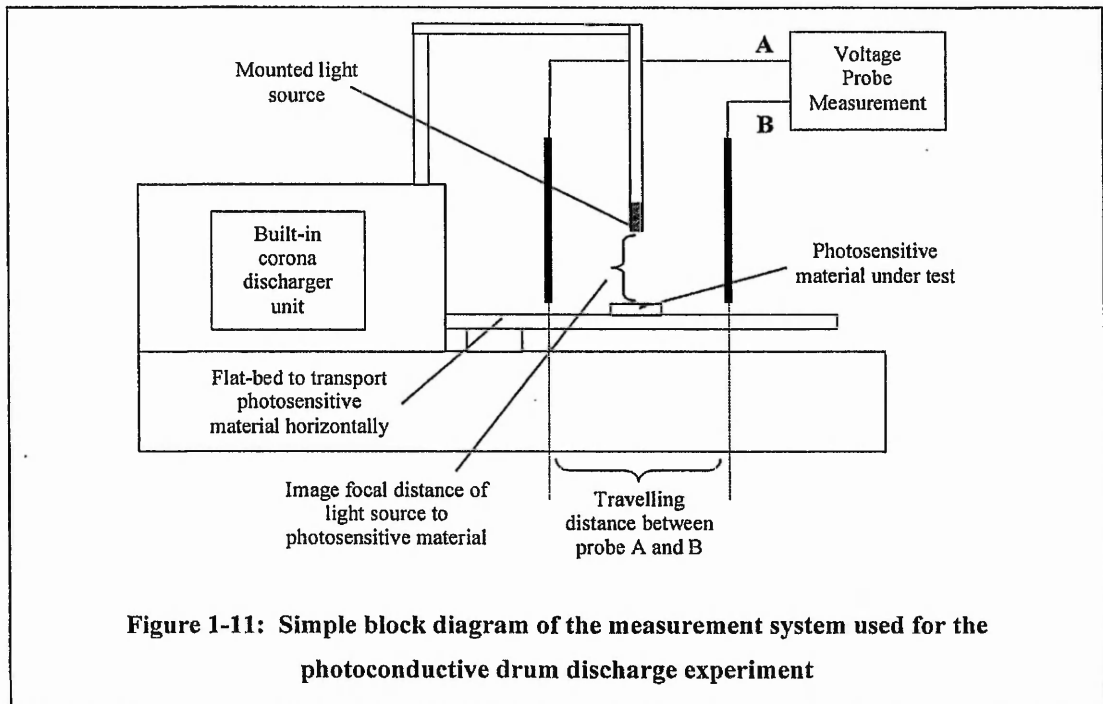 Mounted light
source
A
B
Voltage
Probe
Measurement
Built-in
corona
discharger
unit
Photosensitive
material under test
Flat-bed to transport
photosensitive
material horizontally
Image focal distance of
light source to
photosensitive material
Travelling
distance between
probe A and B
Figure 1-11: Simple block diagram of the measurement system used for the
photoconductive drum discharge experiment